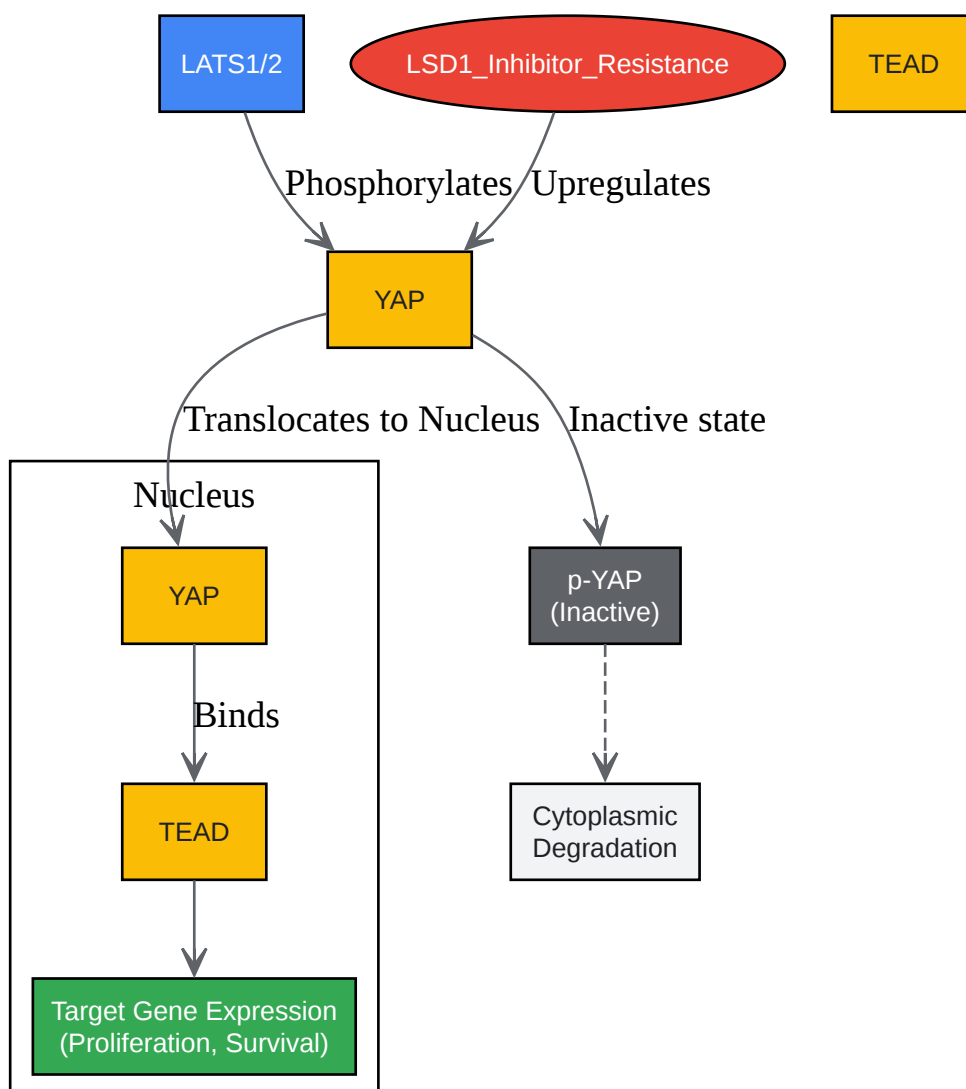 LATS1/2
LSD1_Inhibitor_Resistance
TEAD
Phosphorylates
Upregulates
YAP
Translocates to Nucleus
Inactive state
Nucleus
YAP
p-YAP
(Inactive)
Binds
TEAD
Cytoplasmic
Degradation
Target Gene Expression
(Proliferation, Survival)